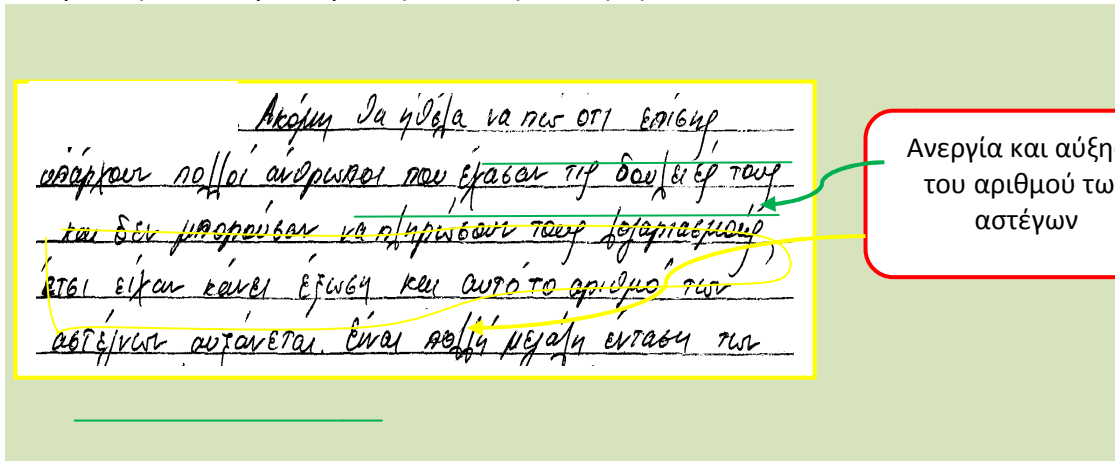 Ακόμη θα ήθελα να πω ότι επίσης
υπάρχουν πολλοί άνθρωποι που έχασαν τις δουλειές τους
και δεν μπορούσαν να πληρώσουν τους λογαριασμούς,
έτσι είχαν κάνει έξωση και αυτό το αριθμό των
αυξάνεται. Είναι πολλή μεγάλη ένταση των
Ανεργία και αύξη
του αριθμού τω
αστέγων